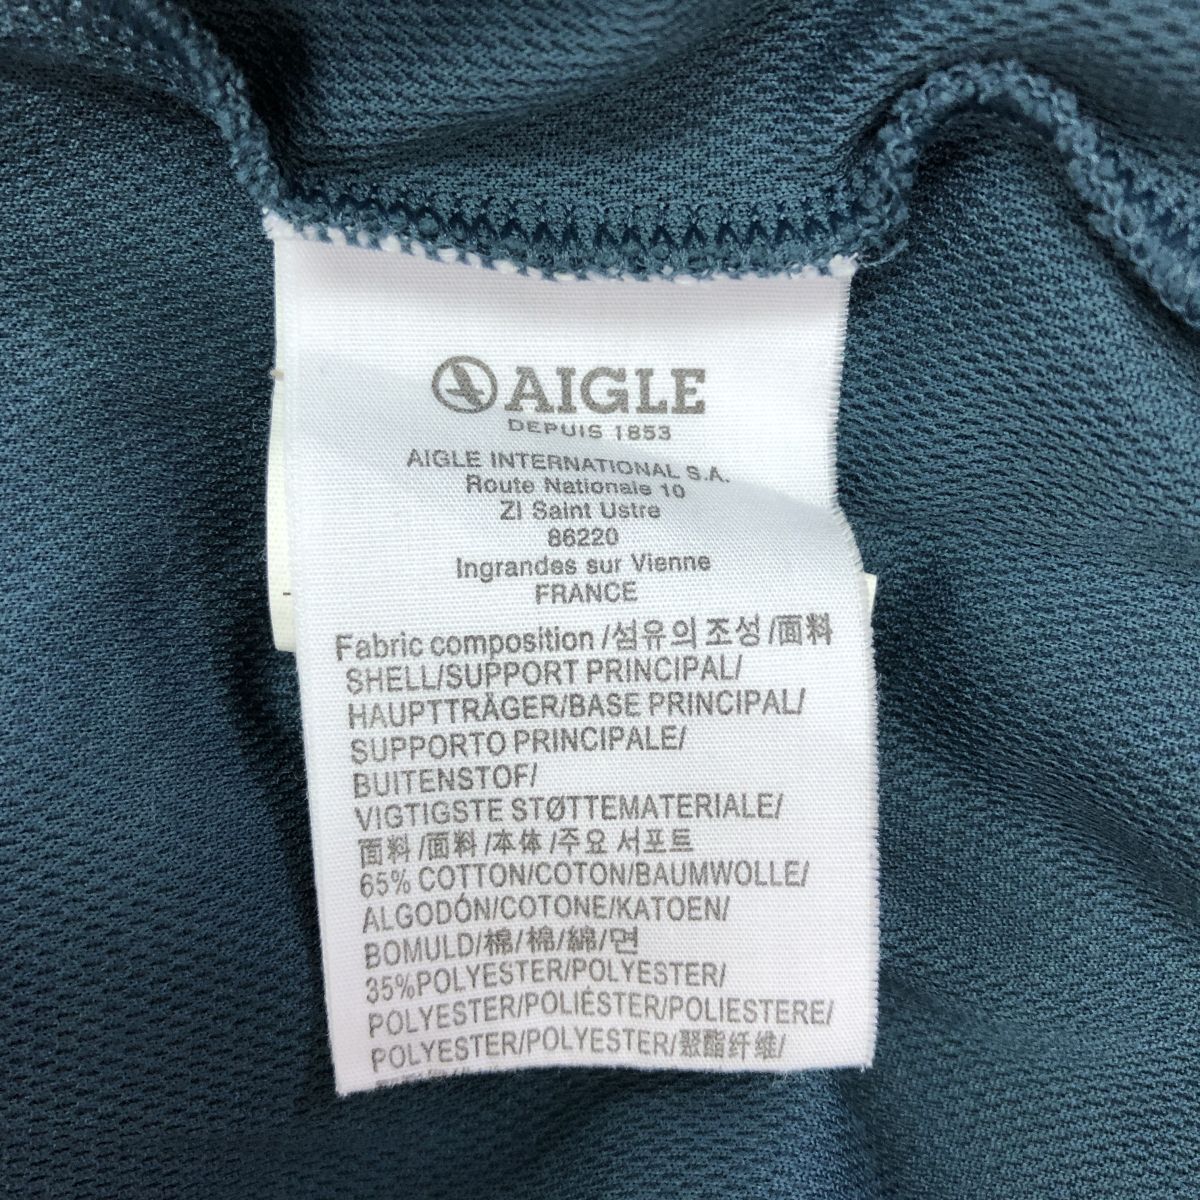 AIGLE
DEPUIS 1853
AIGLE INTERNATIONAL S.A.
Route Nationale 10
ZI Saint Ustre
86220
Ingrandes sur Vienne
FRANCE
Fabric composition /섬유의 조성/面料
SHELL/SUPPORT PRINCIPAL/
HAUPTTRÄGER/BASE PRINCIPAL/
SUPPORTO PRINCIPALE/
BUITENSTOF/
VIGTIGSTE STØTTEMATERIALE/
面料/面料/本体/주요 서포트
65% COTTON/COTON/BAUMWOLLE/
ALGODÓN/COTONE/KATOEN/
BOMULD/棉/棉/綿/면
35%POLYESTER/POLYESTER/
POLYESTER/POLIÉSTER/POLIESTERE/
POLYESTER/POLYESTER/聚酯纤维/